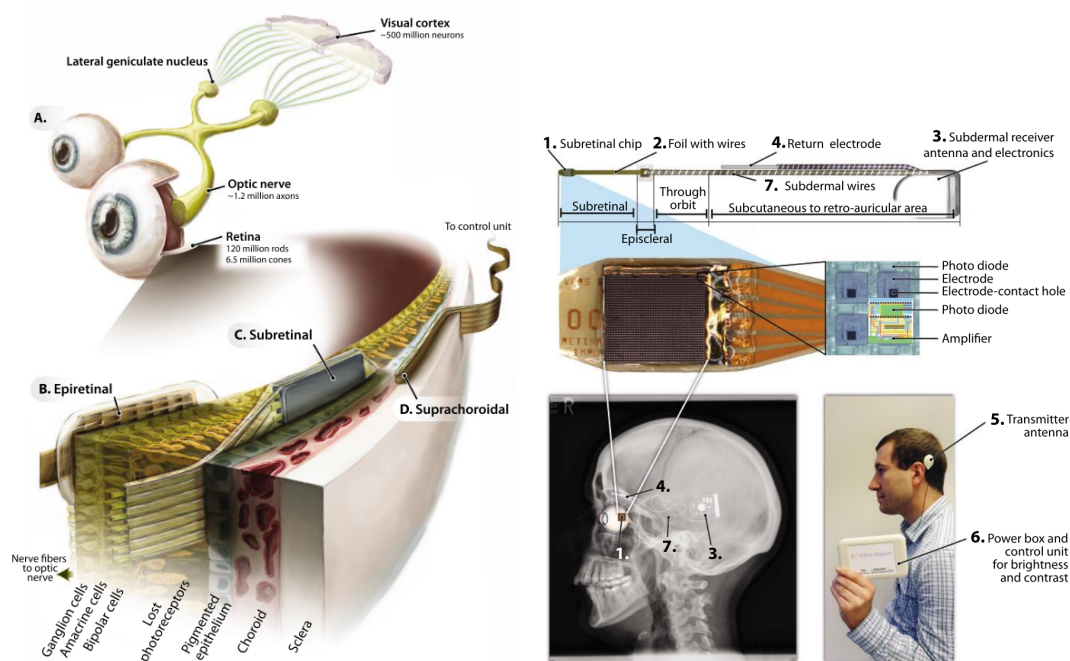 Visual cortex
~500 million neurons
Lateral geniculate nucleus
A.
Optic nerve
~1.2 million axons
Retina
120 million rods
6.5 million cones
To control unit
C. Subretinal
B. Epiretinal
D. Suprachoroidal
Nerve fibers
to optic
nerve
Ganglion cells
Amacrine cells
Bipolar cells
Lost
photoreceptors
Pigmented
epithelium
Choroid
Sclera
1. Subretinal chip
2. Foil with wires
4. Return electrode
3. Subdermal receiver
antenna and electronics
7. Subdermal wires
Subretinal
Through
orbit
Subcutaneous to retro-auricular area
Episcleral
Photo diode
Electrode
Electrode-contact hole
Photo diode
Amplifier
R
4.
1.
7.
3.
5. Transmitter
antenna
6. Power box and
control unit
for brightness
and contrast